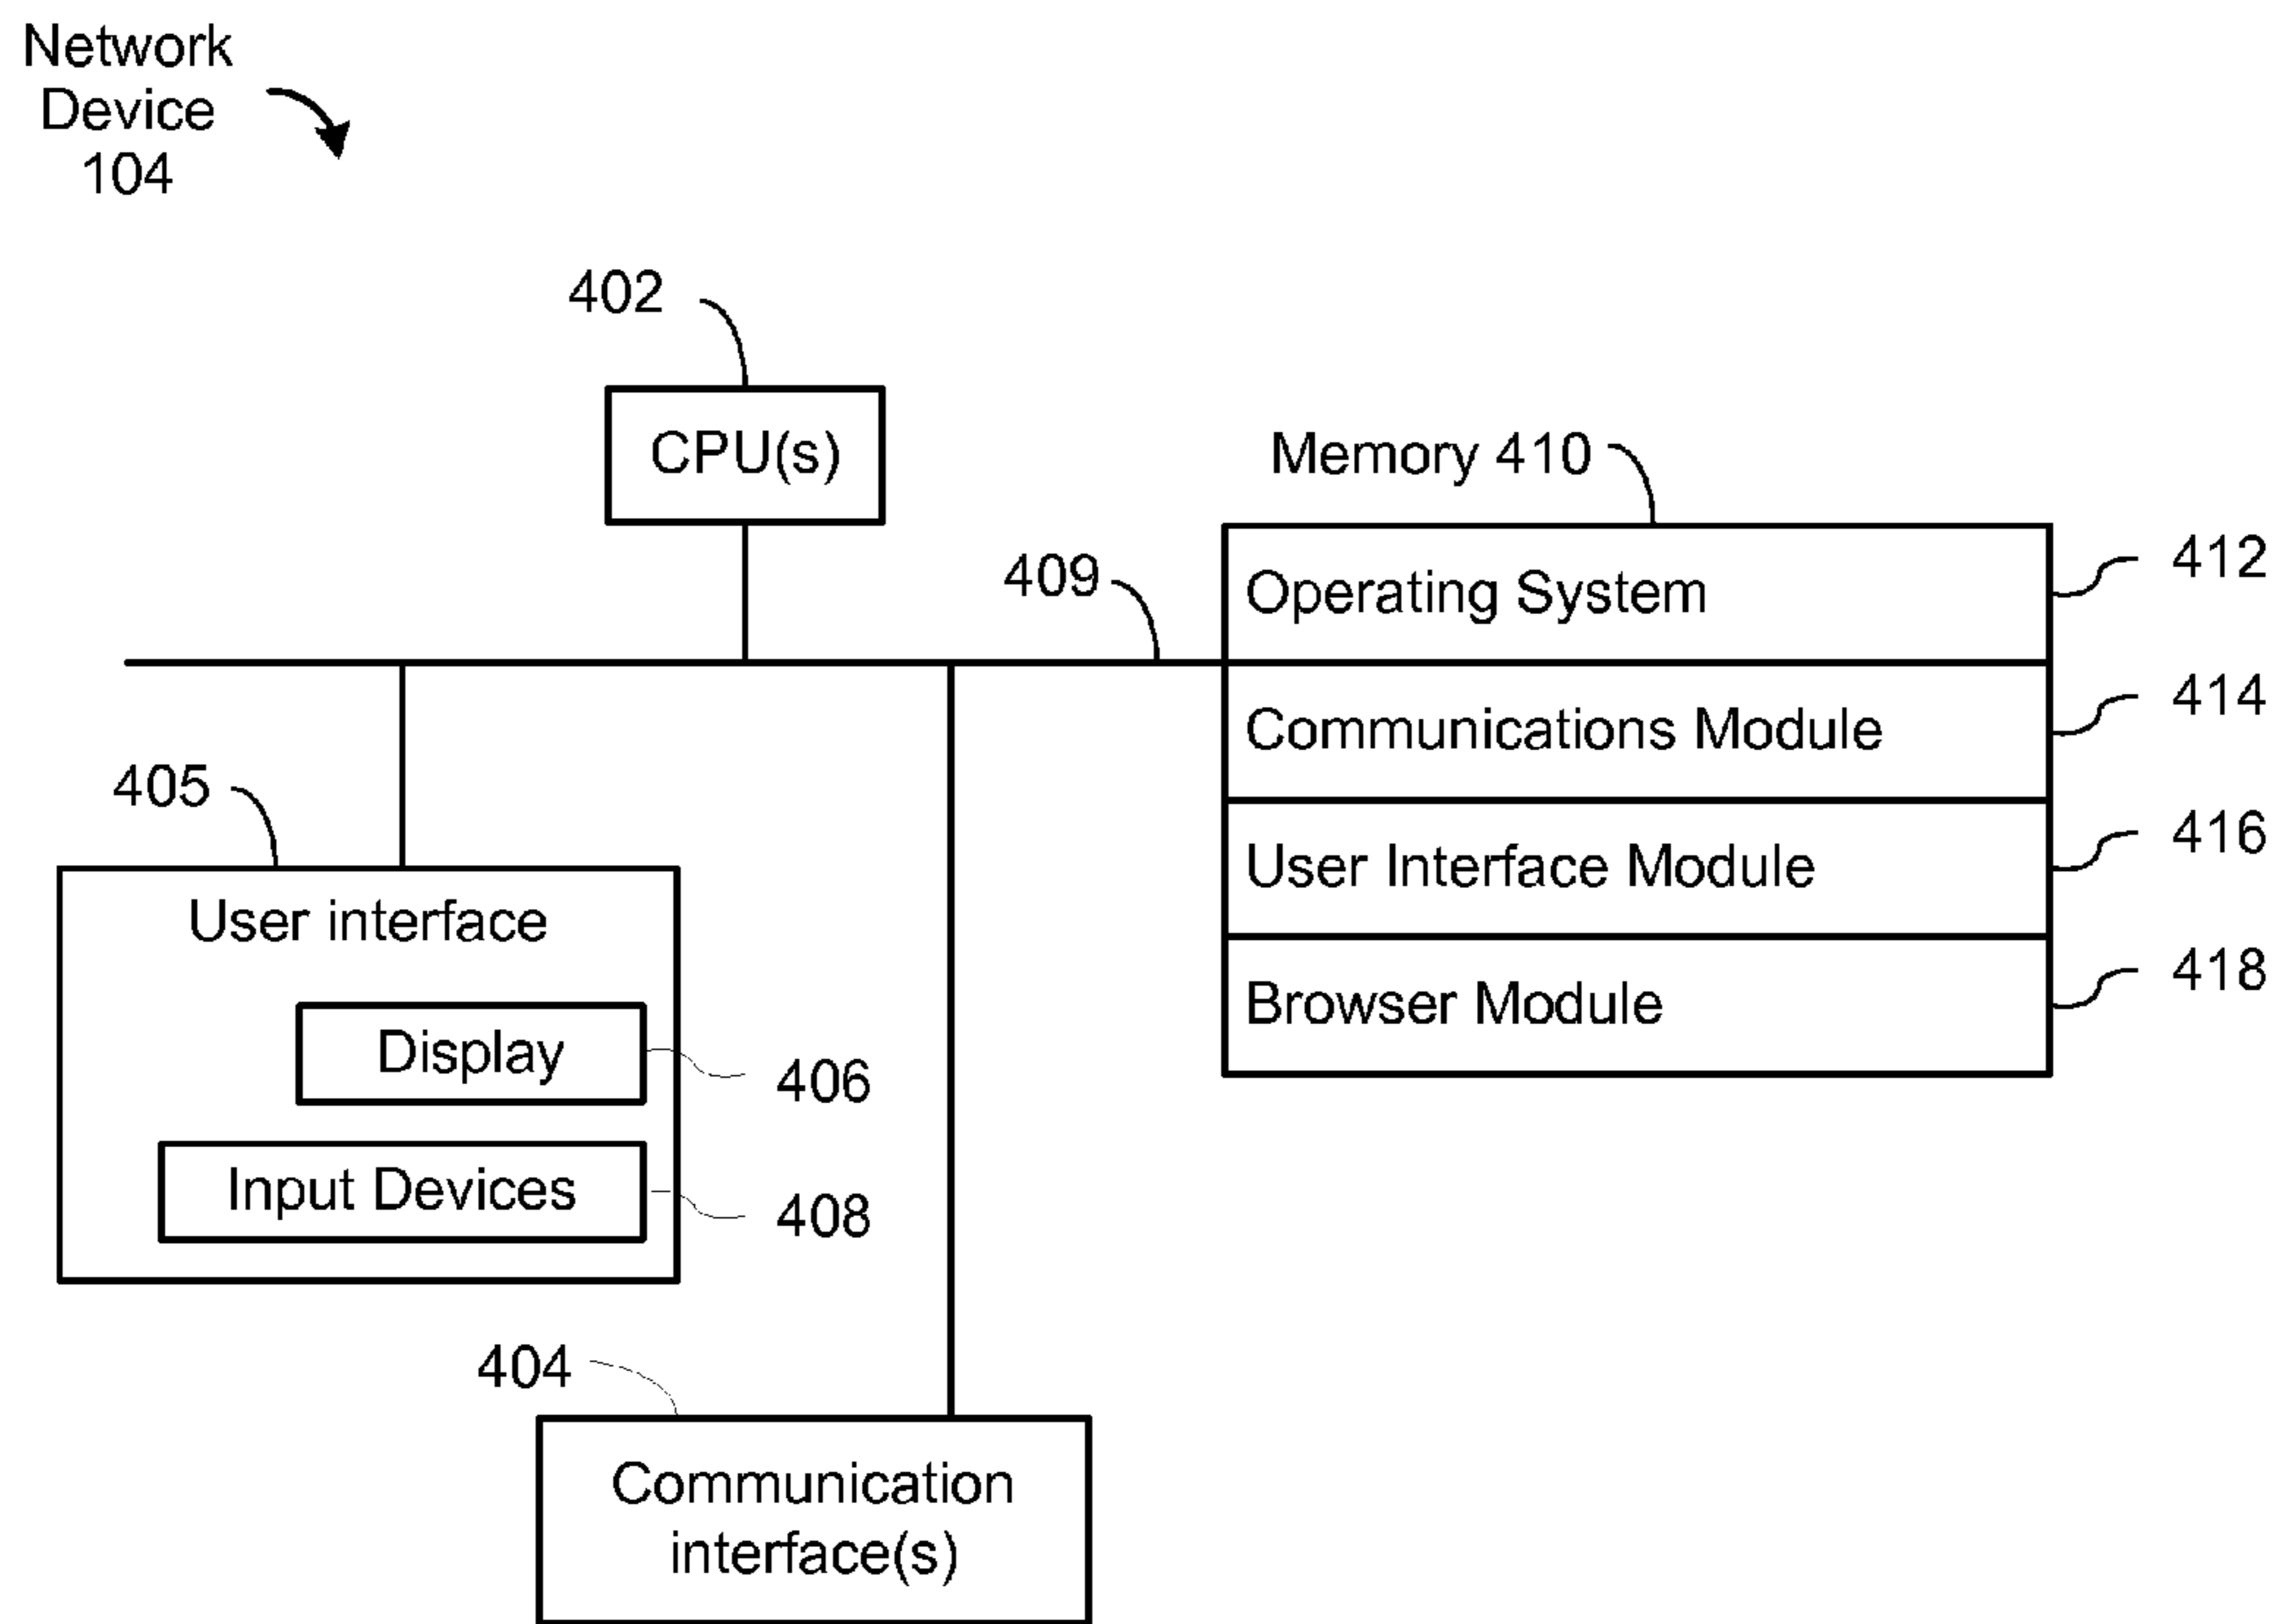 Network
Device
104
402
CPU(s)
Memory 410
409
Operating System
412
Communications Module
414
User Interface Module
416
Browser Module
418
405
User interface
Display
406
Input Devices
408
404
Communication
interface(s)